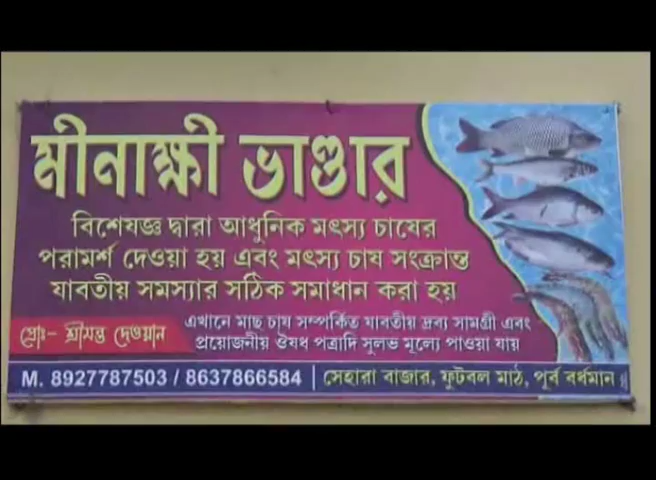 মীনাক্ষী ভাণ্ডার
বিশেষজ্ঞ দ্বারা আধুনিক মৎস্য চাষের
পরামর্শ দেওয়া হয় এবং মৎস্য চাষ সংক্রান্ত
যাবতীয় সমস্যার সঠিক সমাধান করা হয়
প্রোঃ- শ্রীমন্ত দেওয়ান
এখানে মাছ চাষ সম্পর্কিত যাবতীয় দ্রব্য সামগ্রী এবং
প্রয়োজনীয় ঔষধ পত্রাদি সুলভ মূল্যে পাওয়া যায়
M. 8927787503 / 8637866584 | সেহারা বাজার, ফুটবল মাঠ, পূর্ব বর্ধমান